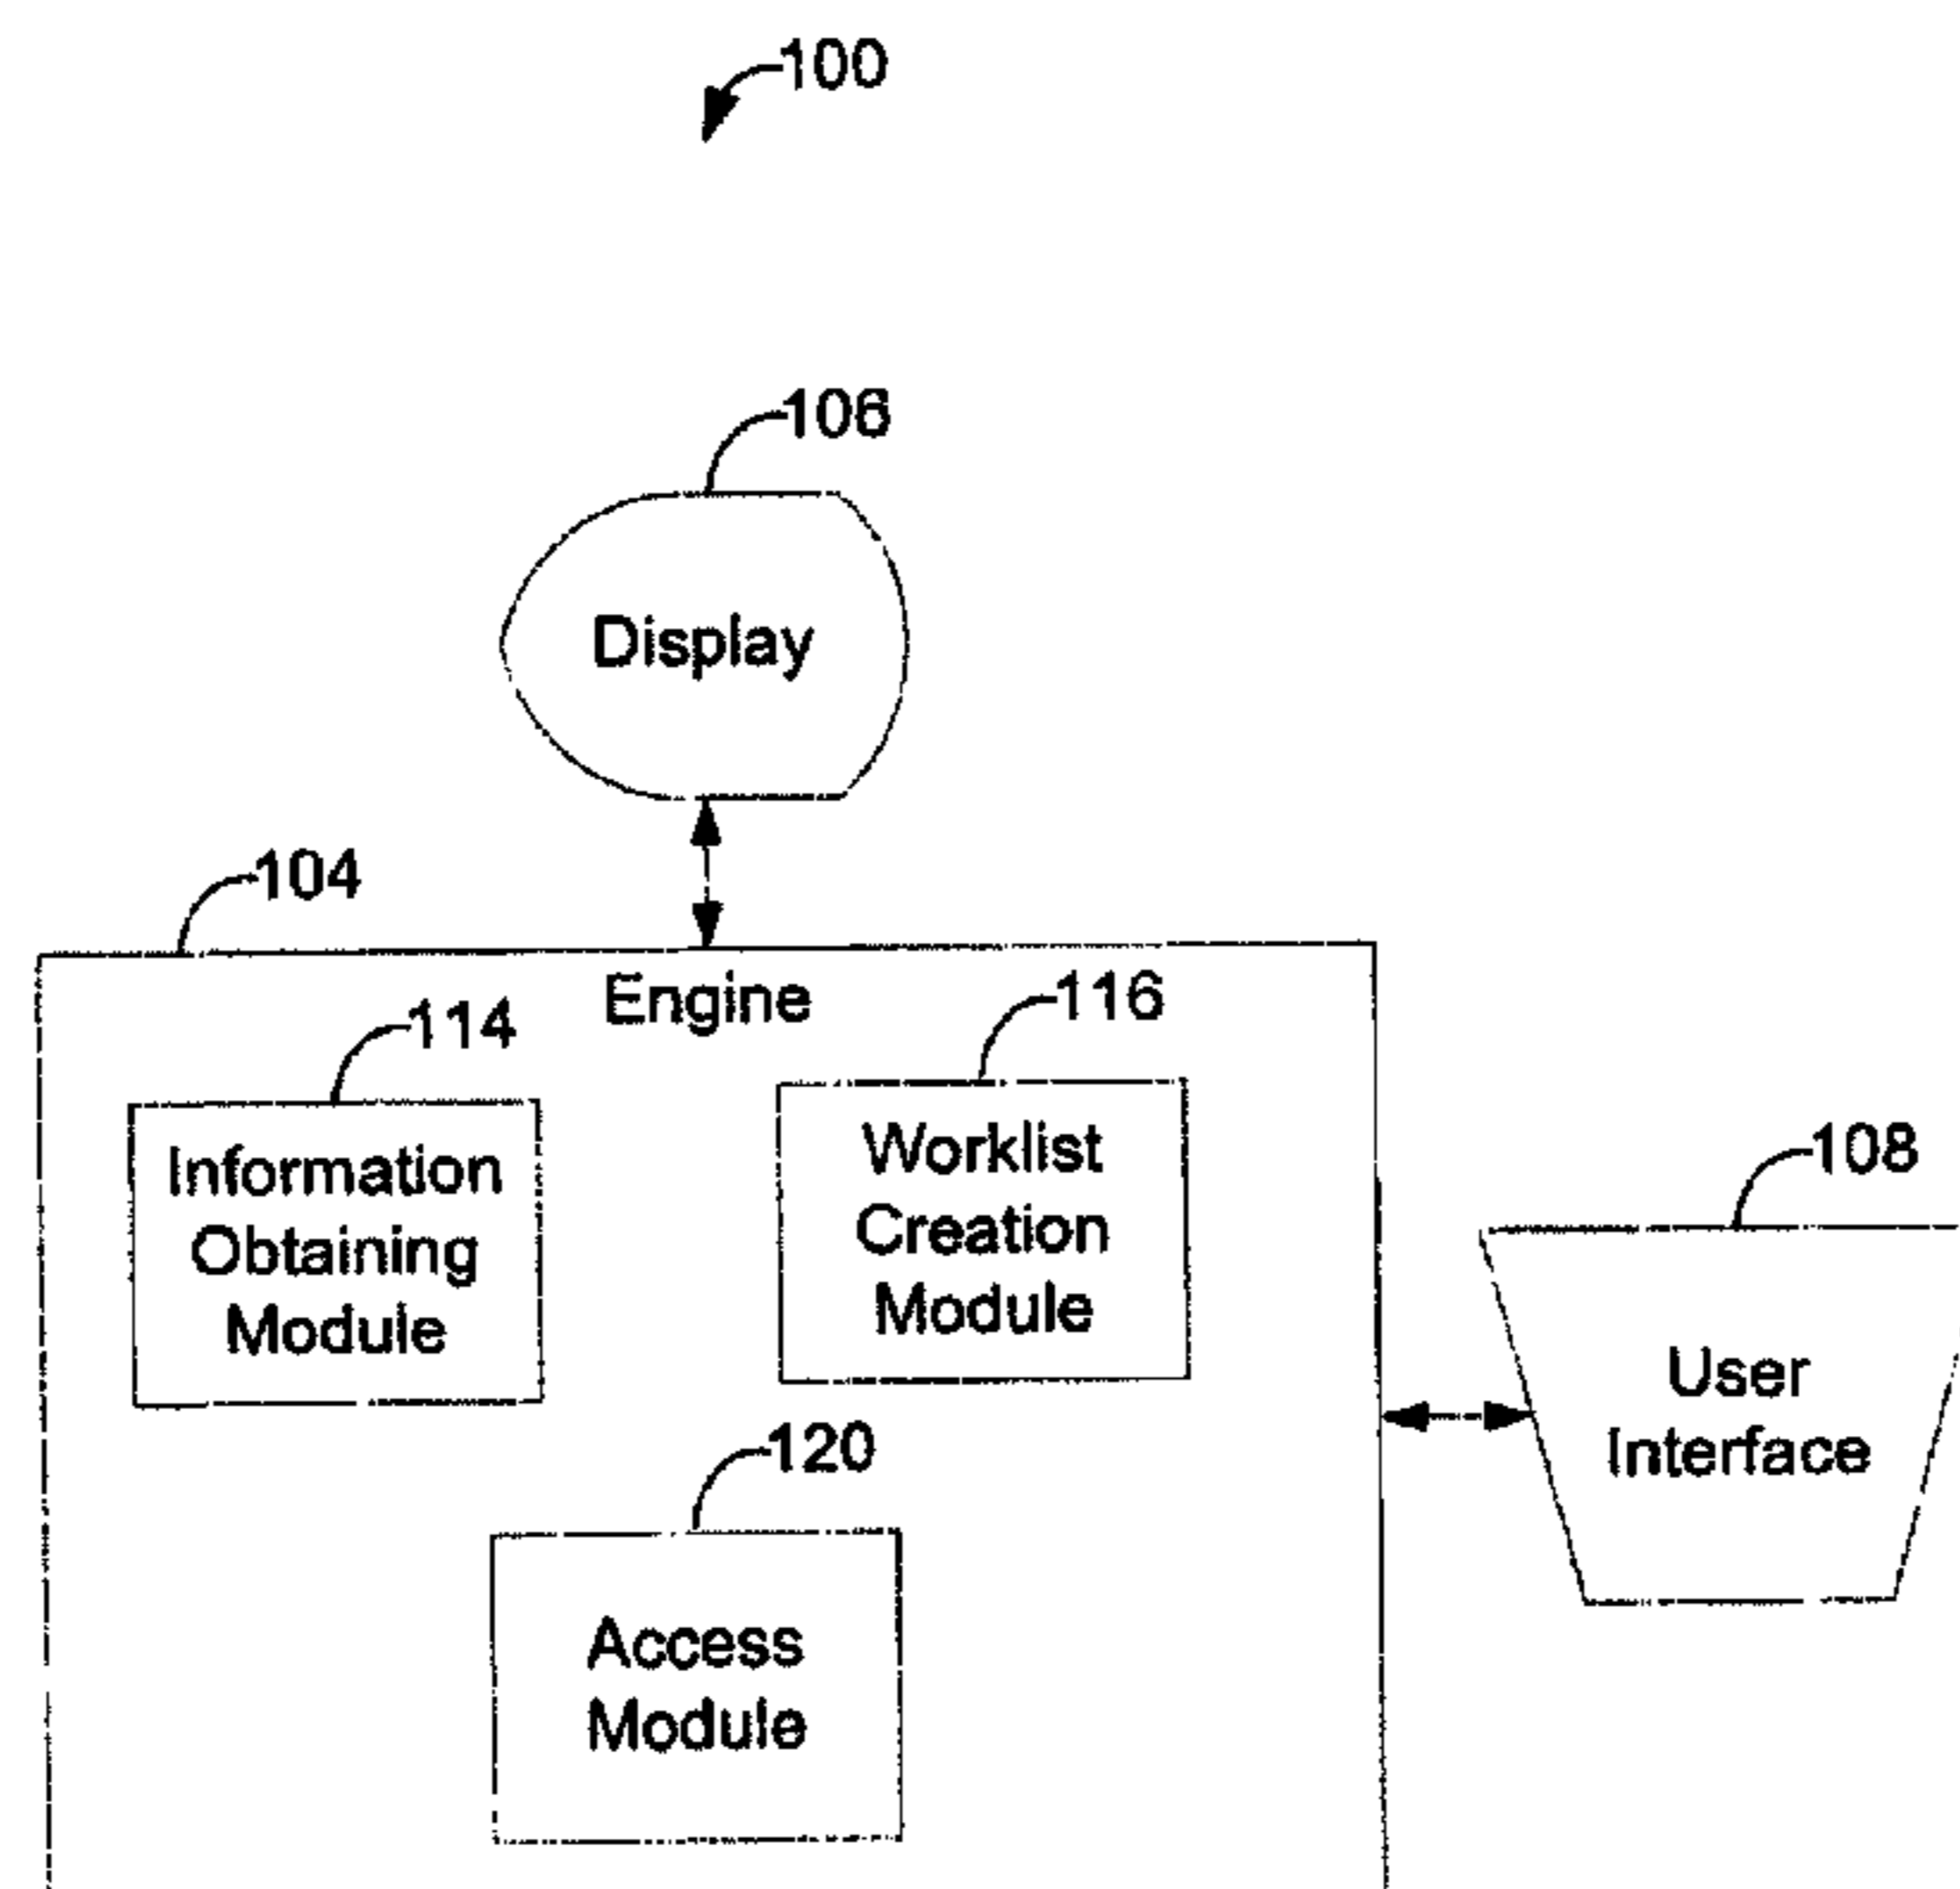 100
106
Display
104
Engine
114
116
Information
Obtaining
Module
Worklist
Creation
Module
108
User
Interface
120
Access
Module